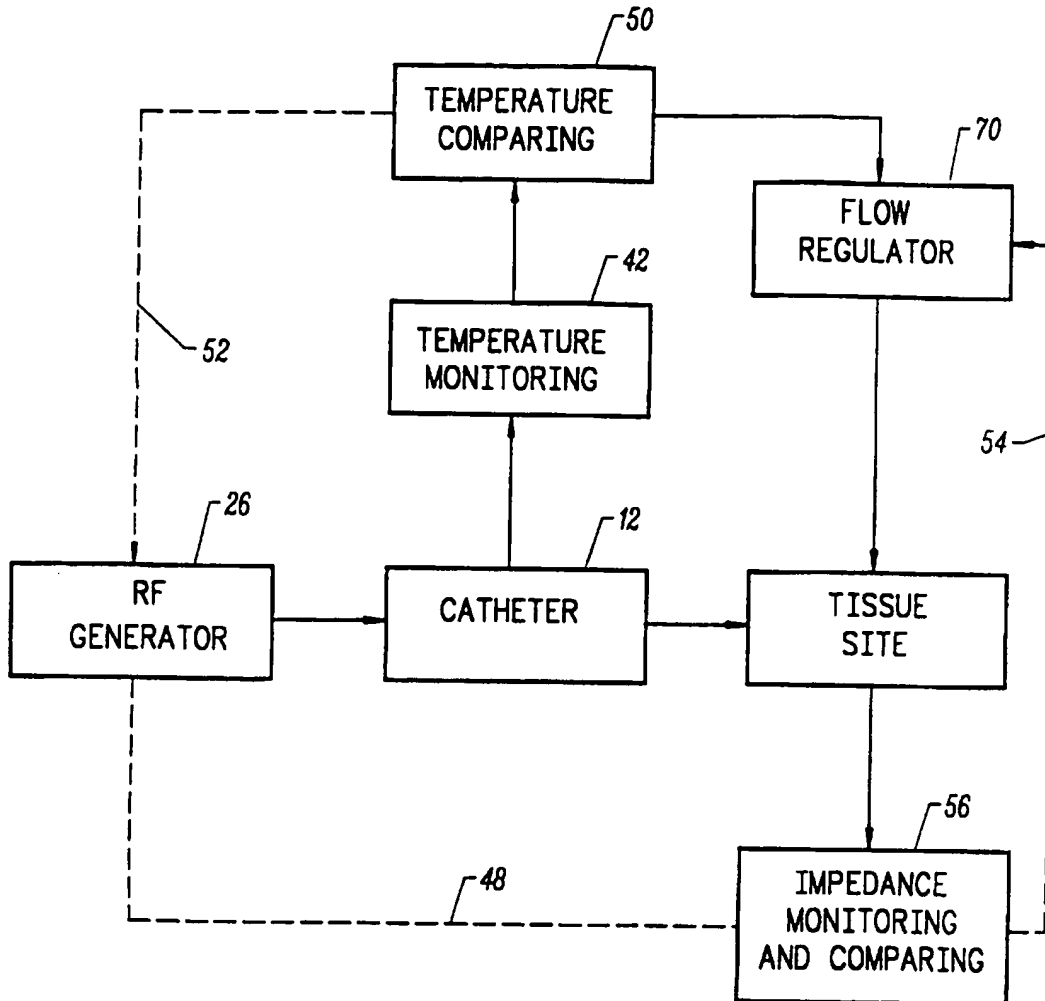 50
TEMPERATURE
COMPARING
70
FLOW
REGULATOR
42
TEMPERATURE
MONITORING
52
54
26
RF
GENERATOR
12
CATHETER
TISSUE
SITE
56
IMPEDANCE
MONITORING
AND COMPARING
48